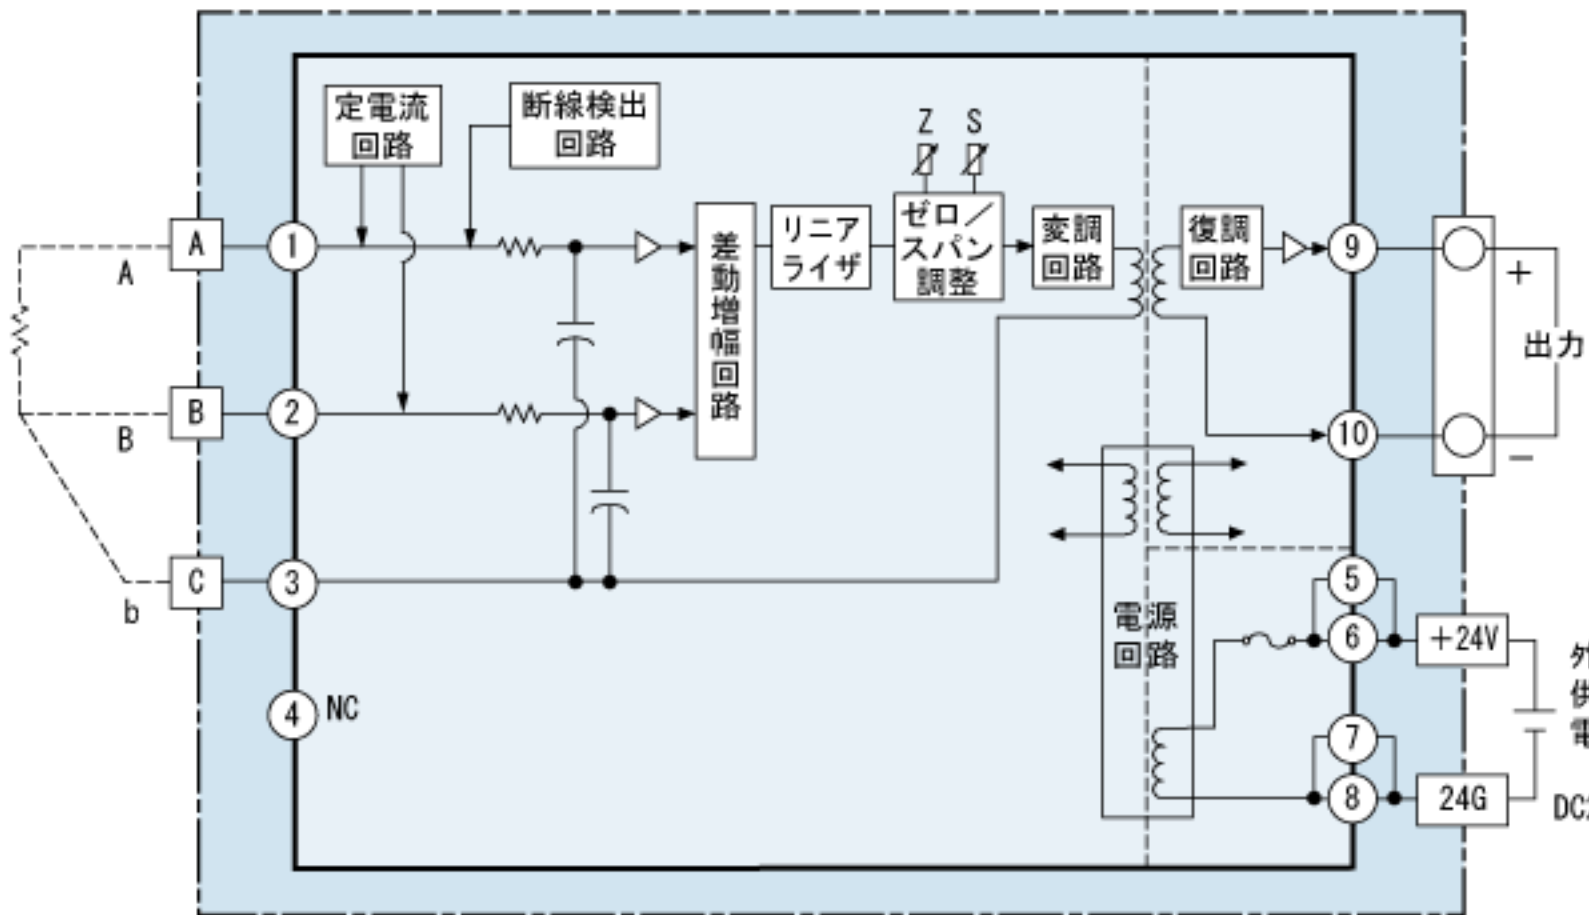 定電流
回路
断線検出
回路
Z
S
A
1
A
差動増幅回路
リニア
ライザ
ゼロ／
スパン
調整
変調
回路
復調
回路
9
+
出力
B
2
B
10
−
C
3
b
5
電源
回路
6
+24V
4
NC
7
8
24G